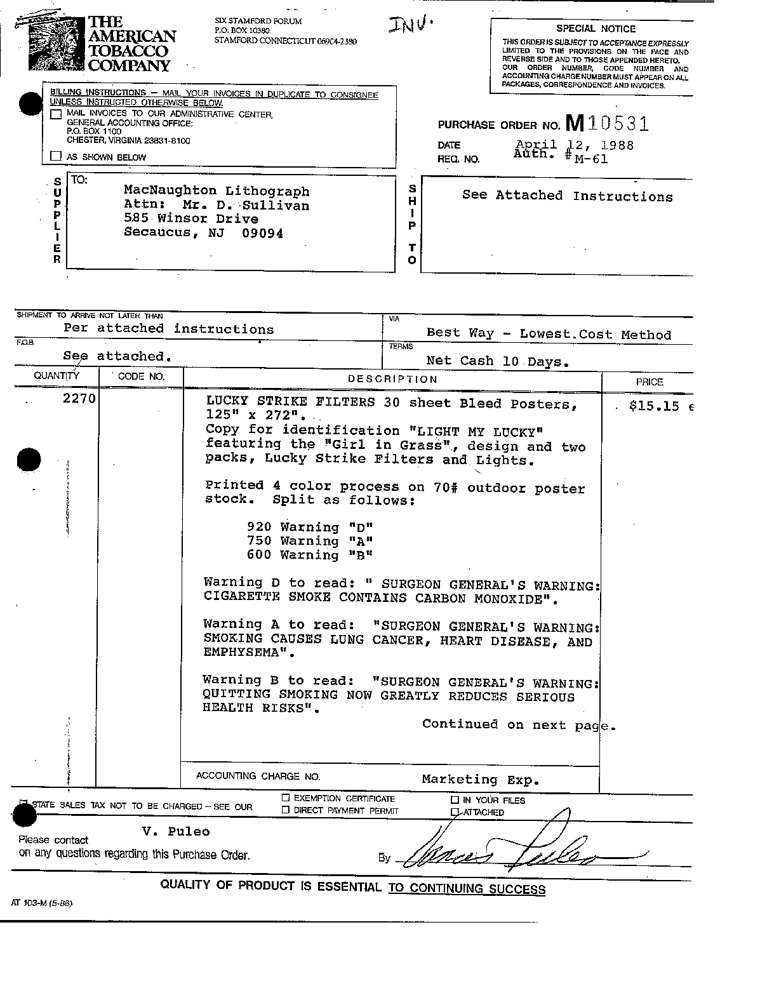 THE
AMERICAN
TOBACCO
COMPANY
SIX STAMFORD FORUM
P.O. BOX 10380
STAMFORD CONNECTICUT 06904-2380
INV.
SPECIAL NOTICE
THIS ORDER IS SUBJECT TO ACCEPTANCE EXPRESSLY
LIMITED TO THE PROVISIONS ON THE FACE AND
REVERSE SIDE AND TO THOSE APPENDED HERETO.
OUR ORDER NUMBER, CODE NUMBER AND
ACCOUNTING CHARGE NUMBER MUST APPEAR ON ALL
PACKAGES, CORRESPONDENCE AND INVOICES.
BILLING INSTRUCTIONS — MAIL YOUR INVOICES IN DUPLICATE TO CONSIGNEE
UNLESS INSTRUCTED OTHERWISE BELOW.
MAIL INVOICES TO OUR ADMINISTRATIVE CENTER,
GENERAL ACCOUNTING OFFICE:
P.O. BOX 1100
CHESTER, VIRGINIA 23831-8100
AS SHOWN BELOW
PURCHASE ORDER NO. M10531
DATE April 12, 1988
REQ. NO. Auth. #M-61
SUPPLIER
TO:
MacNaughton Lithograph
Attn: Mr. D. Sullivan
585 Winsor Drive
Secaucus, NJ 09094
SHIP TO
See Attached Instructions
SHIPMENT TO ARRIVE NOT LATER THAN
Per attached instructions
VIA
Best Way - Lowest.Cost Method
F.O.B.
See attached.
TERMS
Net Cash 10 Days.
QUANTITY CODE NO. DESCRIPTION PRICE
2270 LUCKY STRIKE FILTERS 30 sheet Bleed Posters, $15.15 e
125" x 272".
Copy for identification "LIGHT MY LUCKY"
featuring the "Girl in Grass", design and two
packs, Lucky Strike Filters and Lights.
Printed 4 color process on 70# outdoor poster
stock. Split as follows:
920 Warning "D"
750 Warning "A"
600 Warning "B"
Warning D to read: " SURGEON GENERAL'S WARNING:
CIGARETTE SMOKE CONTAINS CARBON MONOXIDE".
Warning A to read: "SURGEON GENERAL'S WARNING:
SMOKING CAUSES LUNG CANCER, HEART DISEASE, AND
EMPHYSEMA".
Warning B to read: "SURGEON GENERAL'S WARNING:
QUITTING SMOKING NOW GREATLY REDUCES SERIOUS
HEALTH RISKS".
Continued on next page.
ACCOUNTING CHARGE NO. Marketing Exp.
STATE SALES TAX NOT TO BE CHARGED — SEE OUR
EXEMPTION CERTIFICATE
DIRECT PAYMENT PERMIT
IN YOUR FILES
ATTACHED
V. Puleo
Please contact
on any questions regarding this Purchase Order.
By Frances Puleo
QUALITY OF PRODUCT IS ESSENTIAL TO CONTINUING SUCCESS
AT 103-M (5-86)